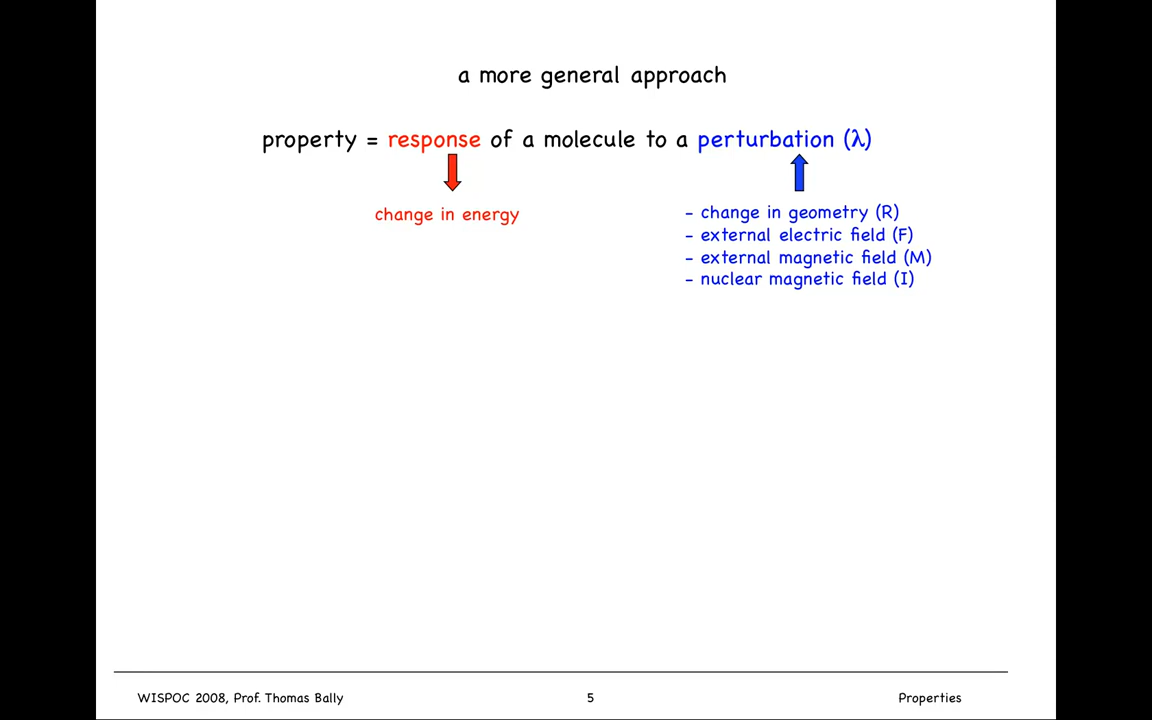 a more general approach
property = response of a molecule to a perturbation (λ)
change in energy
- change in geometry (R)
- external electric field (F)
- external magnetic field (M)
- nuclear magnetic field (I)
WISPOC 2008, Prof. Thomas Bally
5
Properties